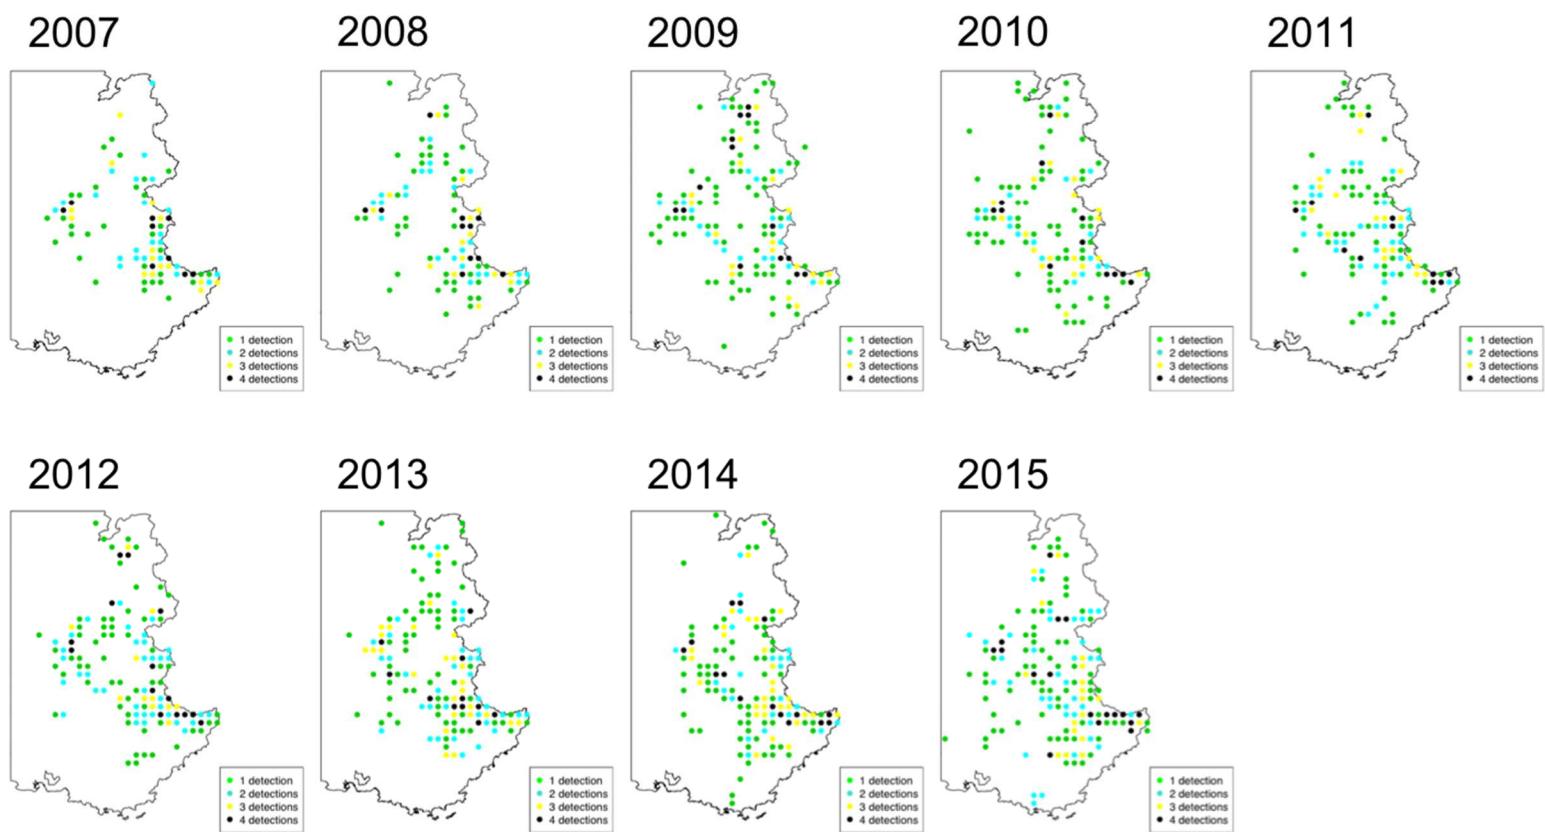 2007
2008
2009
2010
2011
1 detection
2 detections
3 detections
4 detections
1 detection
2 detections
3 detections
4 detections
1 detection
2 detections
3 detections
4 detections
1 detection
2 detections
3 detections
4 detections
1 detection
2 detections
3 detections
4 detections
2012
2013
2014
2015
1 detection
2 detections
3 detections
4 detections
1 detection
2 detections
3 detections
4 detections
1 detection
2 detections
3 detections
4 detections
1 detection
2 detections
3 detections
4 detections